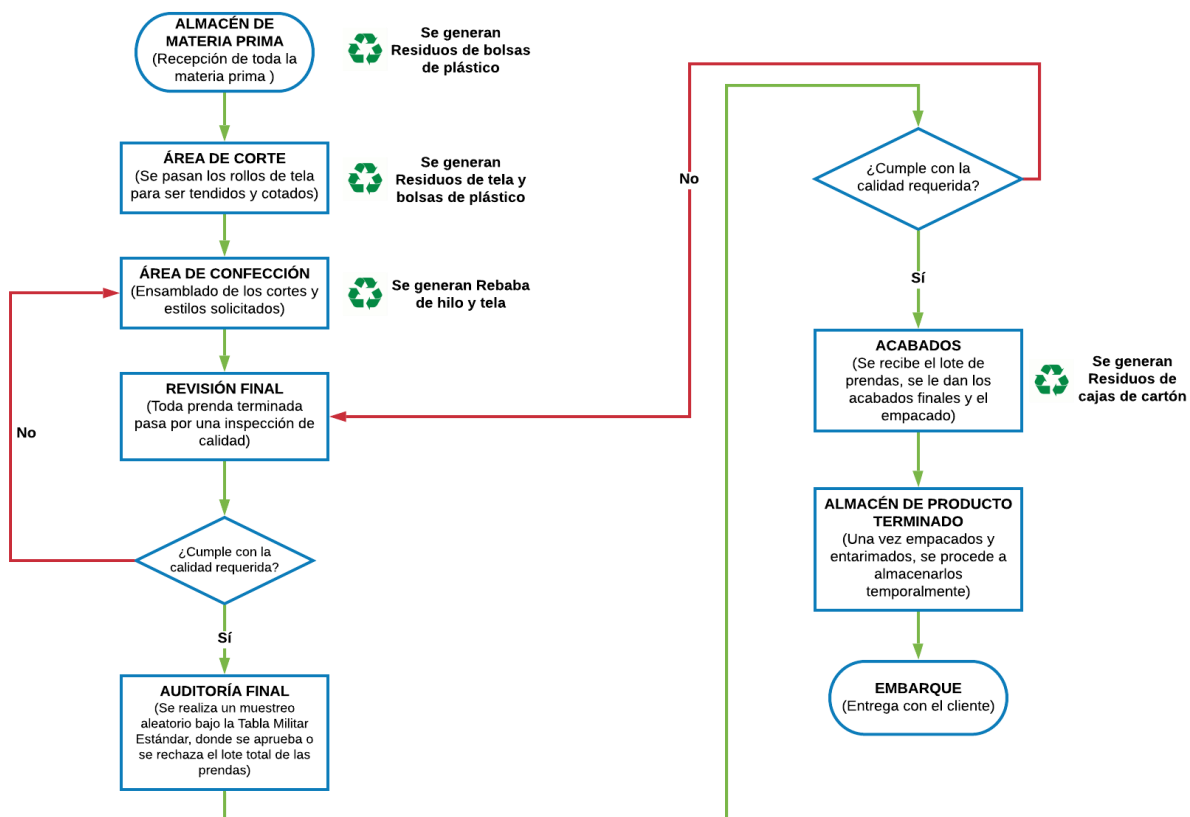 ALMACÉN DE
MATERIA PRIMA
(Recepción de toda la
materia prima )
Se generan
Residuos de bolsas
de plástico
ÁREA DE CORTE
(Se pasan los rollos de tela
para ser tendidos y cotados)
Se generan
Residuos de tela y
bolsas de plástico
ÁREA DE CONFECCIÓN
(Ensamblado de los cortes y
estilos solicitados)
Se generan Rebaba
de hilo y tela
REVISIÓN FINAL
(Toda prenda terminada
pasa por una inspección de
calidad)
No
¿Cumple con la
calidad requerida?
Sí
AUDITORÍA FINAL
(Se realiza un muestreo
aleatorio bajo la Tabla Militar
Estándar, donde se aprueba o
se rechaza el lote total de las
prendas)
No
¿Cumple con la
calidad requerida?
Sí
ACABADOS
(Se recibe el lote de
prendas, se le dan los
acabados finales y el
empacado)
Se generan
Residuos de
cajas de cartón
ALMACÉN DE PRODUCTO
TERMINADO
(Una vez empacados y
entarimados, se procede a
almacenarlos
temporalmente)
EMBARQUE
(Entrega con el cliente)